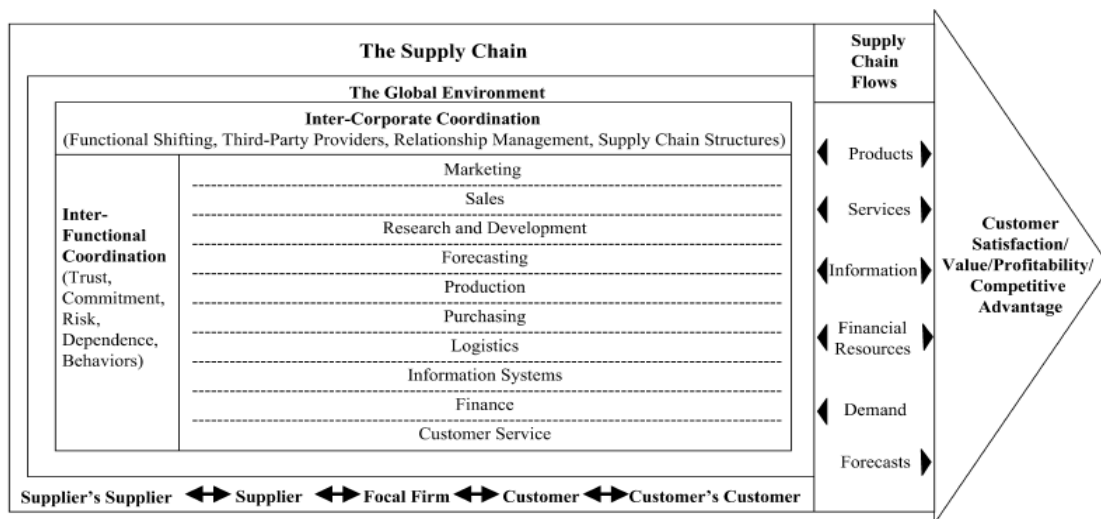 The Supply Chain
Supply
Chain
Flows
The Global Environment
Inter-Corporate Coordination
(Functional Shifting, Third-Party Providers, Relationship Management, Supply Chain Structures)
Inter-
Functional
Coordination
(Trust,
Commitment,
Risk,
Dependence,
Behaviors)
Marketing
Sales
Research and Development
Forecasting
Production
Purchasing
Logistics
Information Systems
Finance
Customer Service
Products
Services
Information
Financial
Resources
Demand
Forecasts
Customer
Satisfaction/
Value/Profitability/
Competitive
Advantage
Supplier's Supplier Supplier Focal Firm Customer Customer's Customer